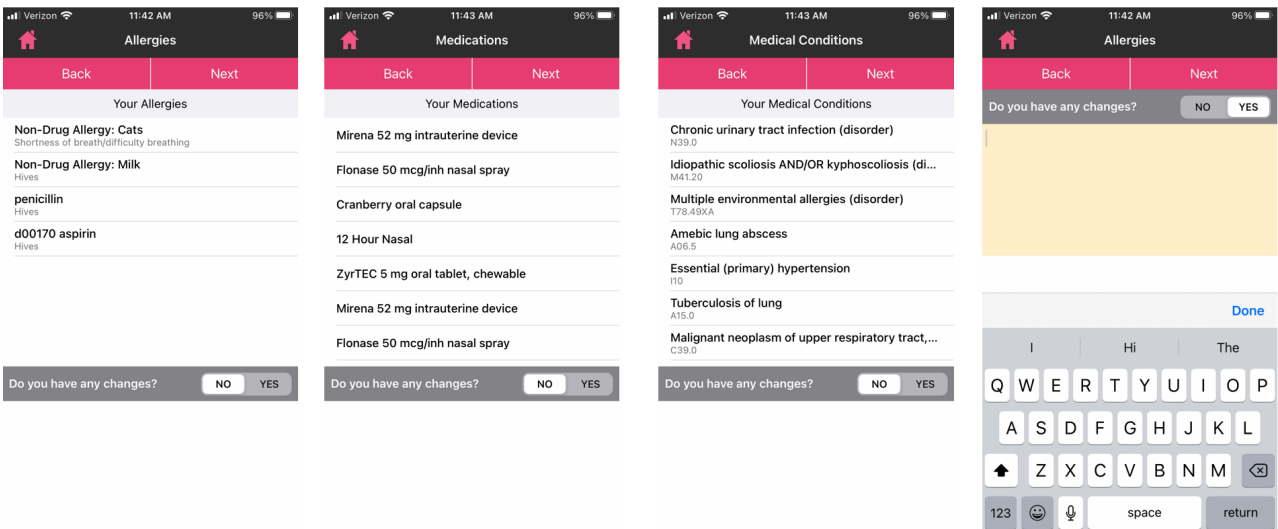 Verizon 11:42 AM 96%
Allergies
Back Next
Your Allergies
Non-Drug Allergy: Cats
Shortness of breath/difficulty breathing
Non-Drug Allergy: Milk
Hives
penicillin
Hives
d00170 aspirin
Hives
Do you have any changes? NO YES
Verizon 11:43 AM 96%
Medications
Back Next
Your Medications
Mirena 52 mg intrauterine device
Flonase 50 mcg/inh nasal spray
Cranberry oral capsule
12 Hour Nasal
ZyrTEC 5 mg oral tablet, chewable
Mirena 52 mg intrauterine device
Flonase 50 mcg/inh nasal spray
Do you have any changes? NO YES
Verizon 11:43 AM 96%
Medical Conditions
Back Next
Your Medical Conditions
Chronic urinary tract infection (disorder)
N39.0
Idiopathic scoliosis AND/OR kyphoscoliosis (di...
M41.20
Multiple environmental allergies (disorder)
T78.49XA
Amebic lung abscess
A06.5
Essential (primary) hypertension
I10
Tuberculosis of lung
A15.0
Malignant neoplasm of upper respiratory tract,...
C39.0
Do you have any changes? NO YES
Verizon 11:42 AM 96%
Allergies
Back Next
Do you have any changes? NO YES
Done
I Hi The
Q W E R T Y U I O P
A S D F G H J K L
Z X C V B N M
123 space return